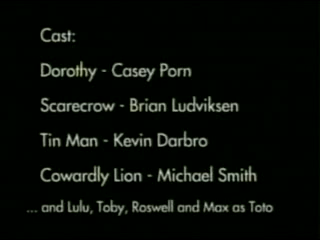 Cast:
Dorothy - Casey Porn
Scarecrow - Brian Ludviksen
Tin Man - Kevin Darbro
Cowardly Lion - Michael Smith
... and Lulu, Toby, Roswell and Max as Toto